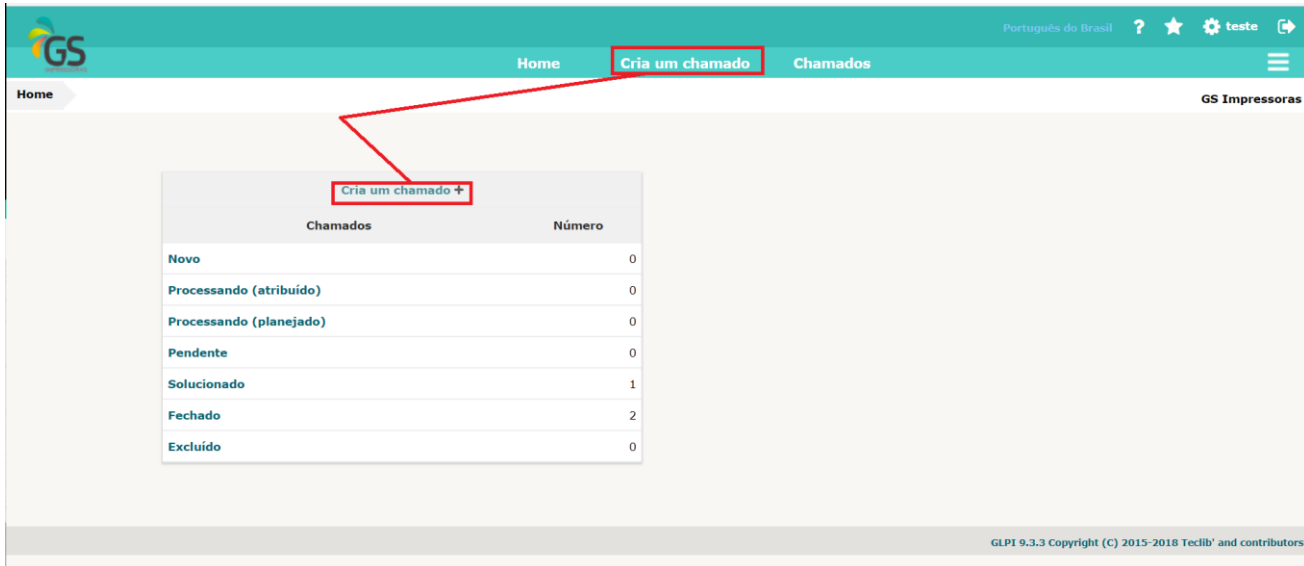 Português do Brasil ? teste
GS
IMPRESSORAS
Home Cria um chamado Chamados
Home
GS Impressoras
Cria um chamado +
Chamados Número
Novo 0
Processando (atribuído) 0
Processando (planejado) 0
Pendente 0
Solucionado 1
Fechado 2
Excluído 0
GLPI 9.3.3 Copyright (C) 2015-2018 Teclib' and contributors